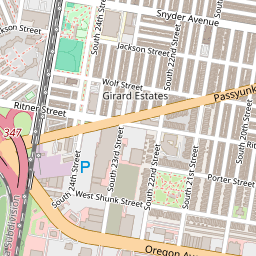 Snyder Avenue
Jackson Street
Jackson Street
South 24th Street
South 22nd Street
Wolf Street
Girard Estates
Passyunk
Ritner Street
347
South 23rd Street
South 20th Street
P
South 24th Street
South 22nd Street
South 21st Street
Porter Street
West Shunk Street
Oregon Av
subdivision